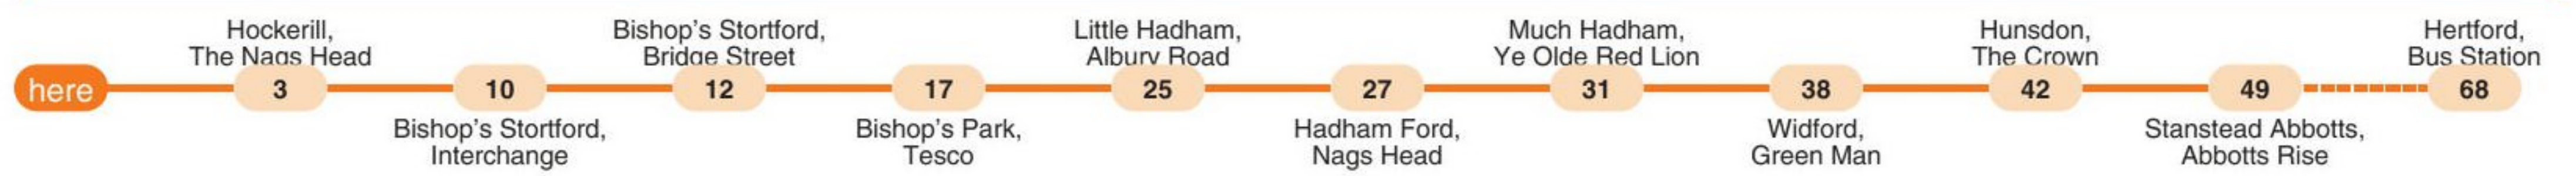 here
Hockerill,
The Nags Head
3
10
Bishop's Stortford,
Interchange
Bishop's Stortford,
Bridge Street
12
17
Bishop's Park,
Tesco
Little Hadham,
Albury Road
25
27
Hadham Ford,
Nags Head
Much Hadham,
Ye Olde Red Lion
31
38
Widford,
Green Man
Hunsdon,
The Crown
42
49
Stanstead Abbotts,
Abbotts Rise
Hertford,
Bus Station
68